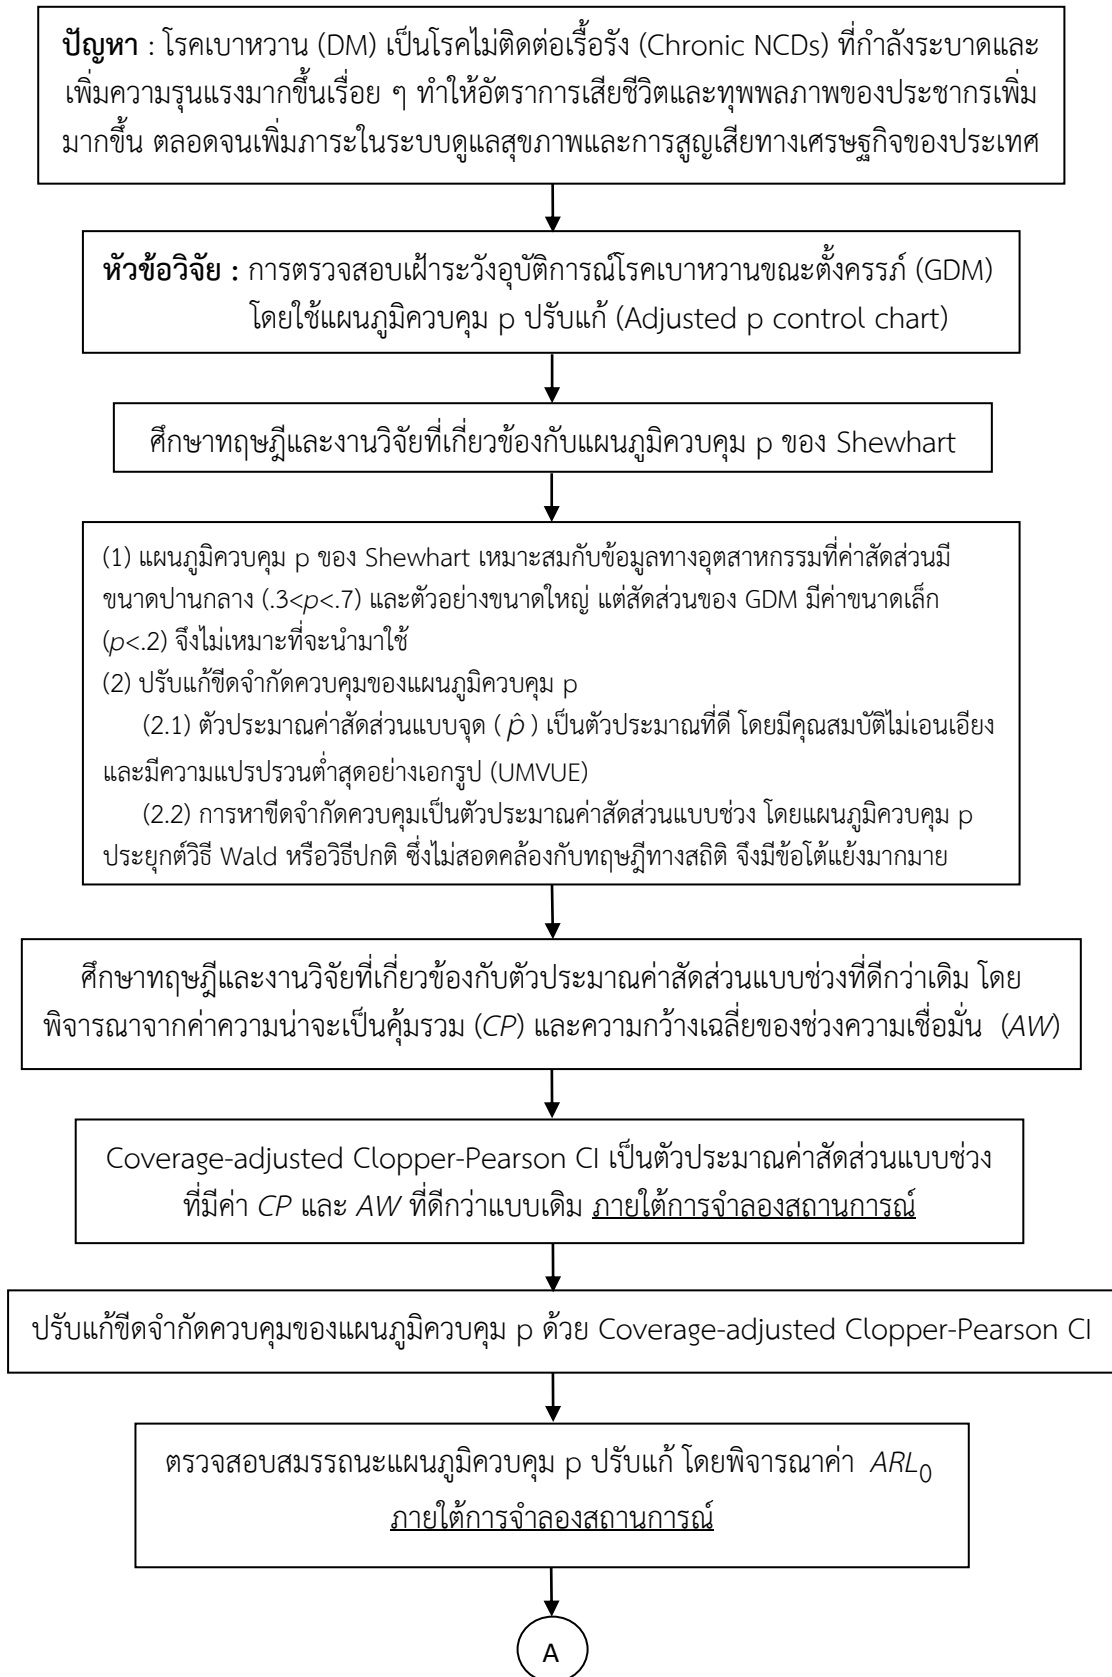 ปัญหา : โรคเบาหวาน (DM) เป็นโรคไม่ติดต่อเรื้อรัง (Chronic NCDs) ที่กำลังระบาดและ
เพิ่มความรุนแรงมากขึ้นเรื่อย ๆ ทำให้อัตราการเสียชีวิตและทุพพลภาพของประชากรเพิ่ม
มากขึ้น ตลอดจนเพิ่มภาระในระบบดูแลสุขภาพและการสูญเสียทางเศรษฐกิจของประเทศ
หัวข้อวิจัย : การตรวจสอบเฝ้าระวังอุบัติการณ์โรคเบาหวานขณะตั้งครรภ์ (GDM)
โดยใช้แผนภูมิควบคุม p ปรับแก้ (Adjusted p control chart)
ศึกษาทฤษฎีและงานวิจัยที่เกี่ยวข้องกับแผนภูมิควบคุม p ของ Shewhart
(1) แผนภูมิควบคุม p ของ Shewhart เหมาะสมกับข้อมูลทางอุตสาหกรรมที่ค่าสัดส่วนมี
ขนาดปานกลาง (.3<p<.7) และตัวอย่างขนาดใหญ่ แต่สัดส่วนของ GDM มีค่าขนาดเล็ก
(p<.2) จึงไม่เหมาะที่จะนำมาใช้
(2) ปรับแก้ขีดจำกัดควบคุมของแผนภูมิควบคุม p
(2.1) ตัวประมาณค่าสัดส่วนแบบจุด ( p̂ ) เป็นตัวประมาณที่ดี โดยมีคุณสมบัติไม่เอนเอียง
และมีความแปรปรวนต่ำสุดอย่างเอกรูป (UMVUE)
(2.2) การหาขีดจำกัดควบคุมเป็นตัวประมาณค่าสัดส่วนแบบช่วง โดยแผนภูมิควบคุม p
ประยุกต์วิธี Wald หรือวิธีปกติ ซึ่งไม่สอดคล้องกับทฤษฎีทางสถิติ จึงมีข้อโต้แย้งมากมาย
ศึกษาทฤษฎีและงานวิจัยที่เกี่ยวข้องกับตัวประมาณค่าสัดส่วนแบบช่วงที่ดีกว่าเดิม โดย
พิจารณาจากค่าความน่าจะเป็นคุ้มรวม (CP) และความกว้างเฉลี่ยของช่วงความเชื่อมั่น (AW)
Coverage-adjusted Clopper-Pearson CI เป็นตัวประมาณค่าสัดส่วนแบบช่วง
ที่มีค่า CP และ AW ที่ดีกว่าแบบเดิม ภายใต้การจำลองสถานการณ์
ปรับแก้ขีดจำกัดควบคุมของแผนภูมิควบคุม p ด้วย Coverage-adjusted Clopper-Pearson CI
ตรวจสอบสมรรถนะแผนภูมิควบคุม p ปรับแก้ โดยพิจารณาค่า ARL₀
ภายใต้การจำลองสถานการณ์
A